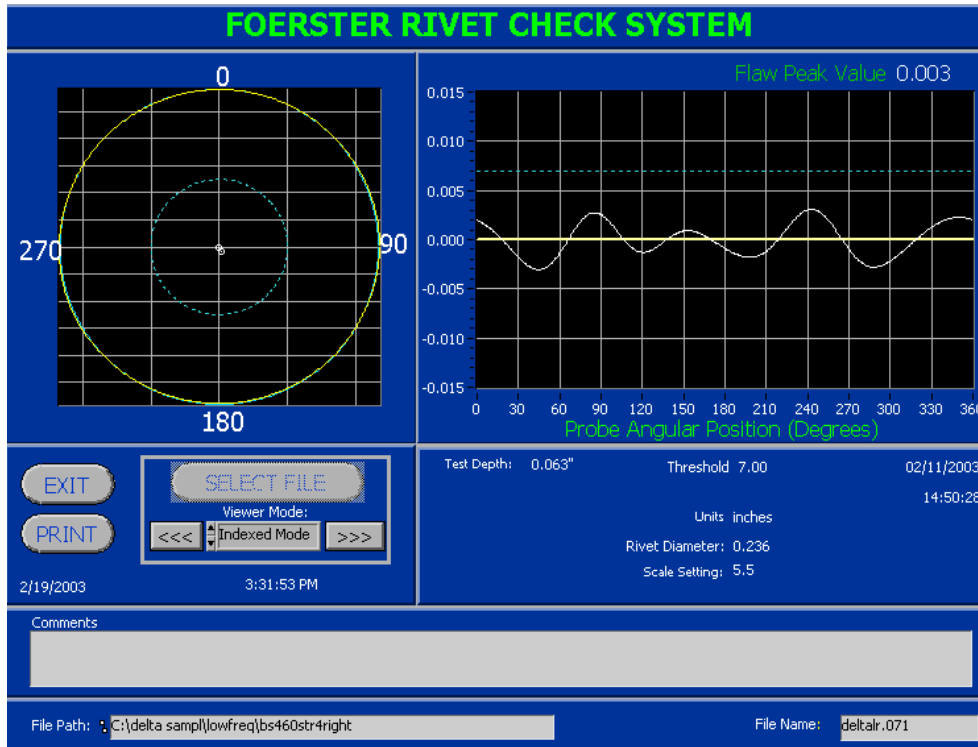 FOERSTER RIVET CHECK SYSTEM
0
270
90
180
Flaw Peak Value 0.003
0.015
0.010
0.005
0.000
-0.005
-0.010
-0.015
0 30 60 90 120 150 180 210 240 270 300 330 360
Probe Angular Position (Degrees)
EXIT
SELECT FILE
Viewer Mode:
PRINT
<<< Indexed Mode >>>
2/19/2003 3:31:53 PM
Test Depth: 0.063" Threshold 7.00 02/11/2003
14:50:28
Units inches
Rivet Diameter: 0.236
Scale Setting: 5.5
Comments
File Path: C:\delta sampl\lowfreq\bs460str4right File Name: deltalr.071